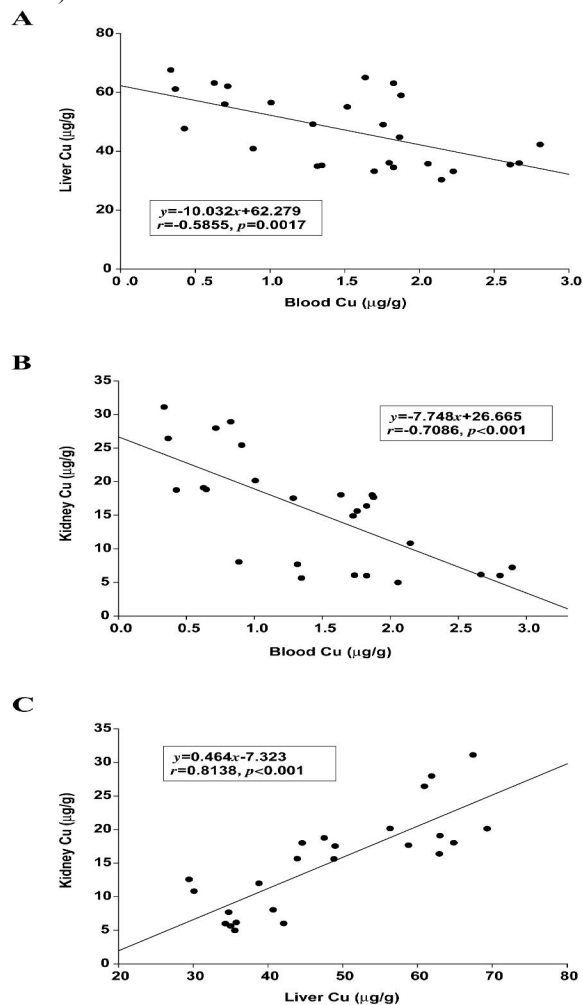 A
80
60
40
20
0
Liver Cu (µg/g)
y=-10.032x+62.279
r=-0.5855, p=0.0017
0.0 0.5 1.0 1.5 2.0 2.5 3.0
Blood Cu (µg/g)
B
35
30
25
20
15
10
5
0
Kidney Cu (µg/g)
y=-7.748x+26.665
r=-0.7086, p<0.001
0.0 0.5 1.0 1.5 2.0 2.5 3.0
Blood Cu (µg/g)
C
35
30
25
20
15
10
5
0
Kidney Cu (µg/g)
y=0.464x-7.323
r=0.8138, p<0.001
20 30 40 50 60 70 80
Liver Cu (µg/g)